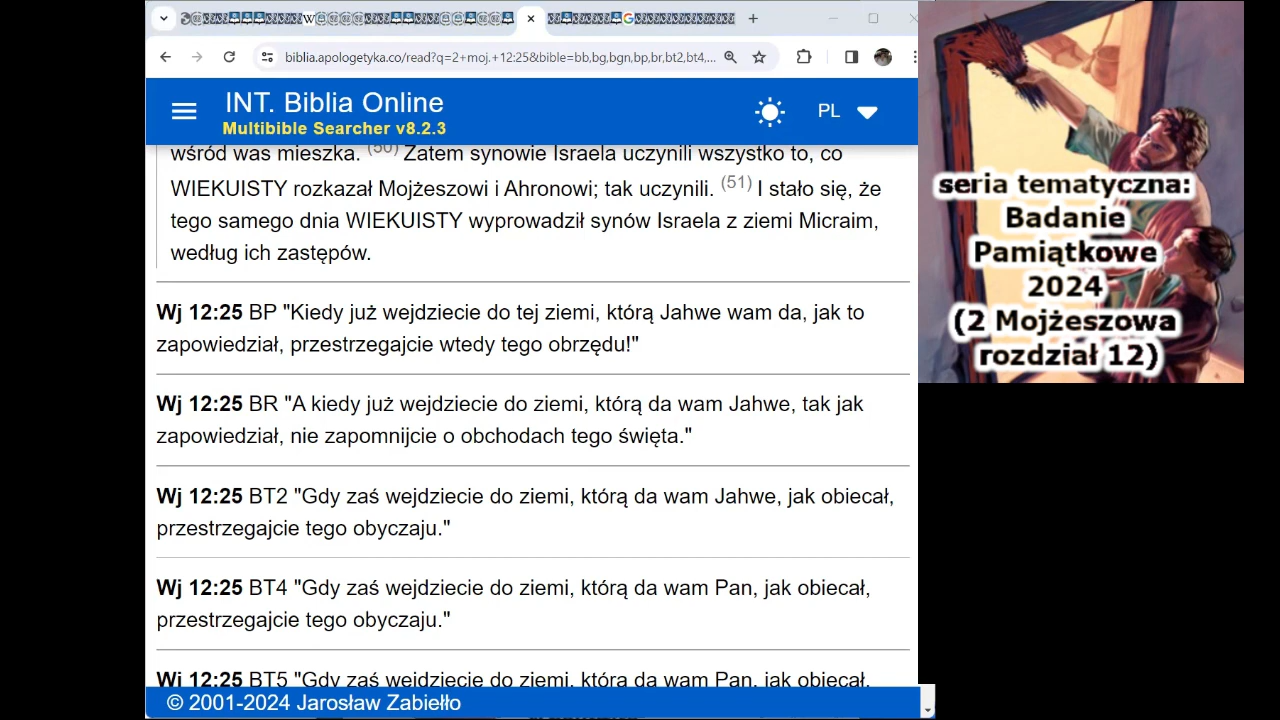 biblia.apologetyka.co/read?q=2+moj.+12:25&bible=bb,bg,bgn,bp,br,bt2,bt4,...
INT. Biblia Online
Multibible Searcher v8.2.3
PL
wśród was mieszka. (50) Zatem synowie Israela uczynili wszystko to, co
WIEKUISTY rozkazał Mojżeszowi i Ahronowi; tak uczynili. (51) I stało się, że
tego samego dnia WIEKUISTY wyprowadził synów Israela z ziemi Micraim,
według ich zastępów.
Wj 12:25 BP "Kiedy już wejdziecie do tej ziemi, którą Jahwe wam da, jak to
zapowiedział, przestrzegajcie wtedy tego obrzędu!"
Wj 12:25 BR "A kiedy już wejdziecie do ziemi, którą da wam Jahwe, tak jak
zapowiedział, nie zapomnijcie o obchodach tego święta."
Wj 12:25 BT2 "Gdy zaś wejdziecie do ziemi, którą da wam Jahwe, jak obiecał,
przestrzegajcie tego obyczaju."
Wj 12:25 BT4 "Gdy zaś wejdziecie do ziemi, którą da wam Pan, jak obiecał,
przestrzegajcie tego obyczaju."
Wj 12:25 BT5 "Gdy zaś wejdziecie do ziemi, którą da wam Pan, jak obiecał,
© 2001-2024 Jarosław Zabiełło
seria tematyczna:
Badanie
Pamiątkowe
2024
(2 Mojżeszowa
rozdział 12)